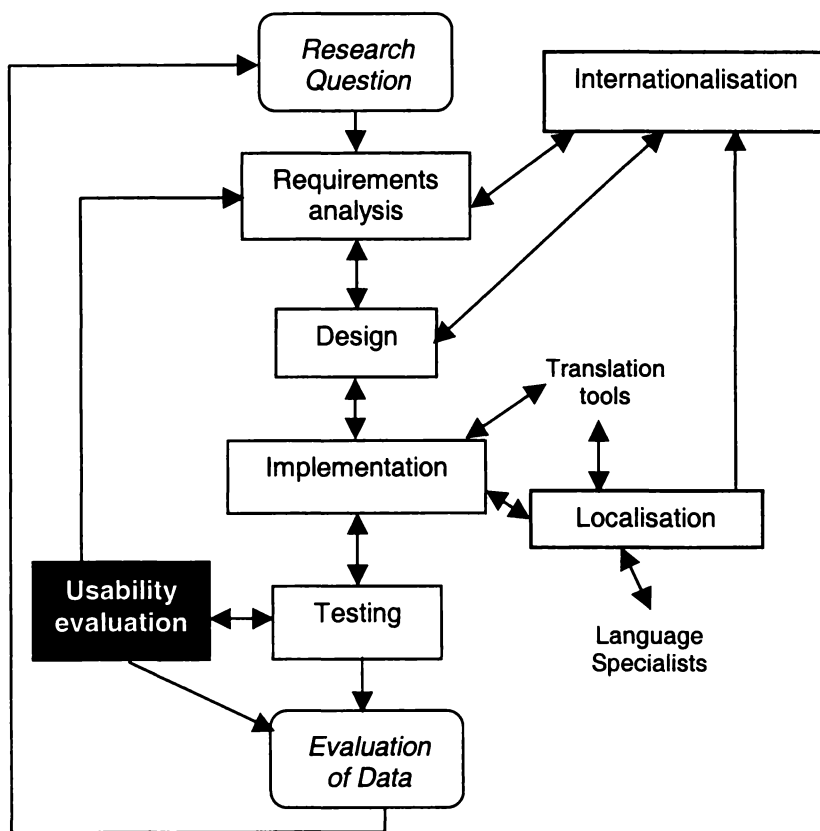 Research
Question
Internationalisation
Requirements
analysis
Design
Translation
tools
Implementation
Localisation
Usability
evaluation
Testing
Language
Specialists
Evaluation
of Data